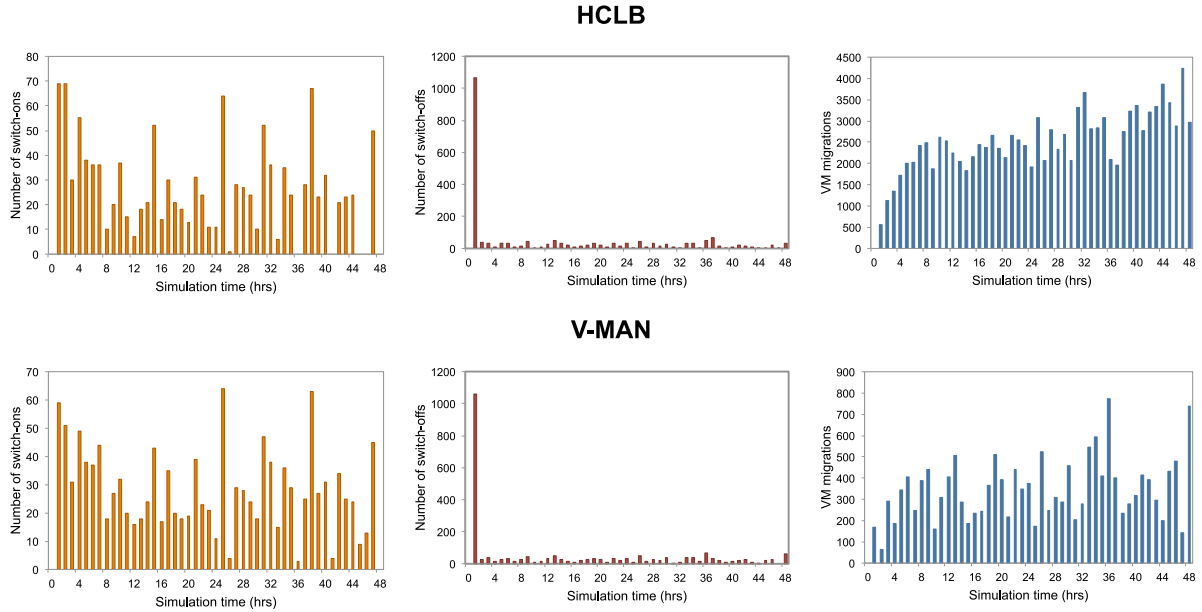 HCLB
Number of switch-ons
80
70
60
50
40
30
20
10
0
0 4 8 12 16 20 24 28 32 36 40 44 48
Simulation time (hrs)
Number of switch-offs
1200
1000
800
600
400
200
0
0 4 8 12 16 20 24 28 32 36 40 44 48
Simulation time (hrs)
VM migrations
4500
4000
3500
3000
2500
2000
1500
1000
500
0
0 4 8 12 16 20 24 28 32 36 40 44 48
Simulation time (hrs)
V-MAN
Number of switch-ons
70
60
50
40
30
20
10
0
0 4 8 12 16 20 24 28 32 36 40 44 48
Simulation time (hrs)
Number of switch-offs
1200
1000
800
600
400
200
0
0 4 8 12 16 20 24 28 32 36 40 44 48
Simulation time (hrs)
VM migrations
900
800
700
600
500
400
300
200
100
0
0 4 8 12 16 20 24 28 32 36 40 44 48
Simulation time (hrs)